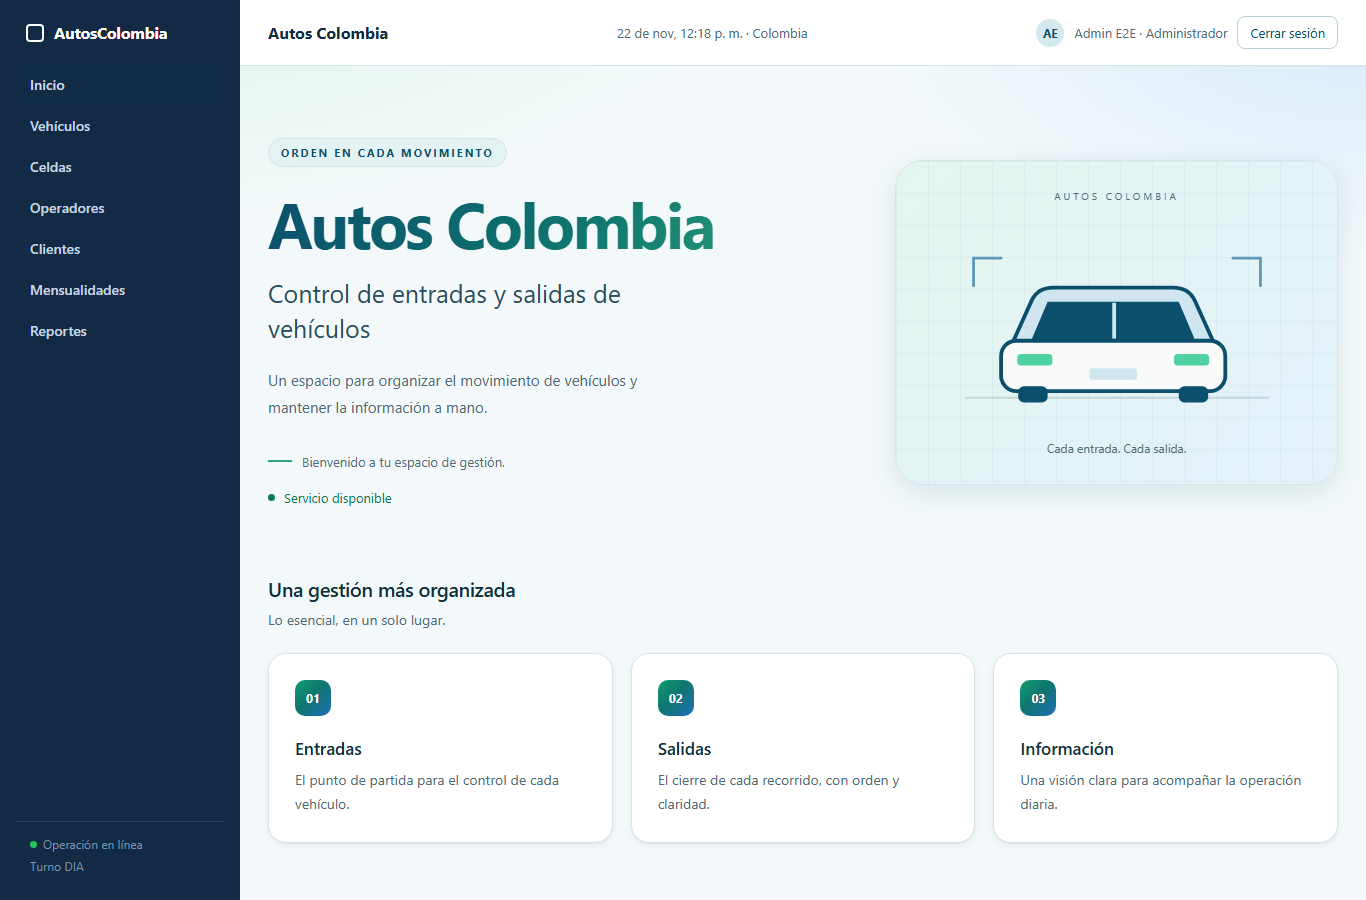 AutosColombia
Inicio
Vehículos
Celdas
Operadores
Clientes
Mensualidades
Reportes
Operación en línea
Turno DIA
Autos Colombia
22 de nov, 12:18 p. m. · Colombia
AE
Admin E2E · Administrador
Cerrar sesión
ORDEN EN CADA MOVIMIENTO
Autos Colombia
Control de entradas y salidas de
vehículos
Un espacio para organizar el movimiento de vehículos y
mantener la información a mano.
Bienvenido a tu espacio de gestión.
Servicio disponible
AUTOS COLOMBIA
Cada entrada. Cada salida.
Una gestión más organizada
Lo esencial, en un solo lugar.
01
Entradas
El punto de partida para el control de cada
vehículo.
02
Salidas
El cierre de cada recorrido, con orden y
claridad.
03
Información
Una visión clara para acompañar la operación
diaria.